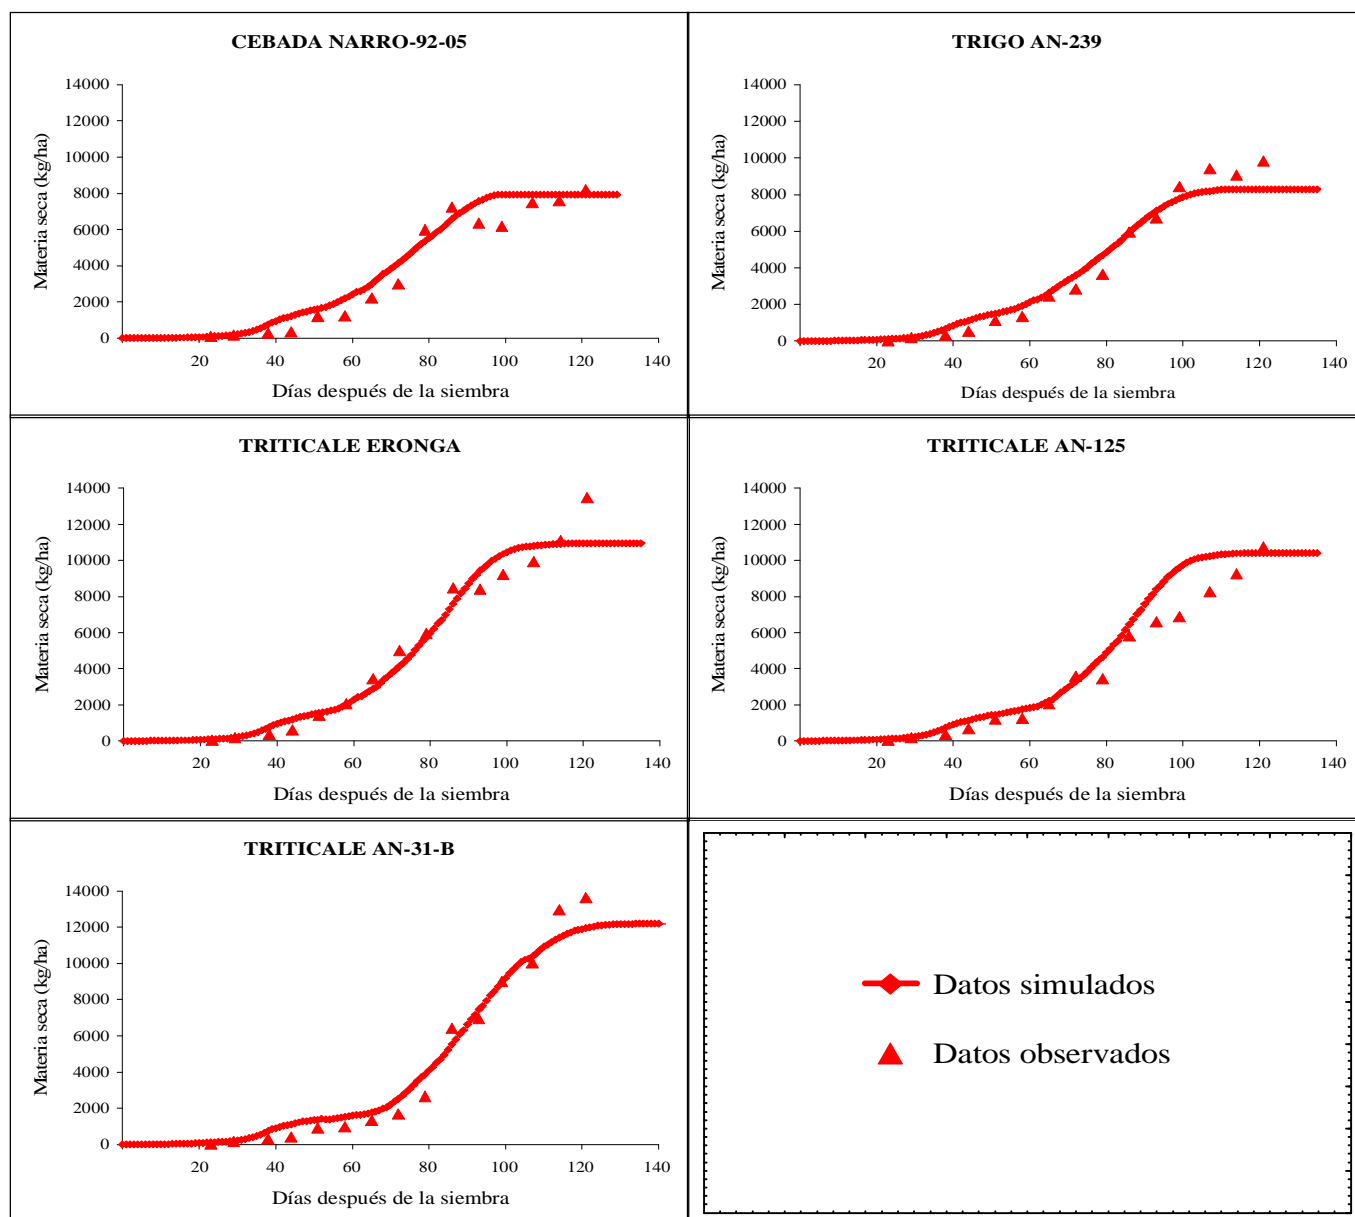 CEBADA NARRO-92-05
Materia seca (kg/ha)
14000
12000
10000
8000
6000
4000
2000
0
20 40 60 80 100 120 140
Días después de la siembra
TRIGO AN-239
Materia seca (kg/ha)
14000
12000
10000
8000
6000
4000
2000
0
20 40 60 80 100 120 140
Días después de la siembra
TRITICALE ERONGA
Materia seca (kg/ha)
14000
12000
10000
8000
6000
4000
2000
0
20 40 60 80 100 120 140
Días después de la siembra
TRITICALE AN-125
Materia seca (kg/ha)
14000
12000
10000
8000
6000
4000
2000
0
20 40 60 80 100 120 140
Días después de la siembra
TRITICALE AN-31-B
Materia seca (kg/ha)
14000
12000
10000
8000
6000
4000
2000
0
20 40 60 80 100 120 140
Días después de la siembra
Datos simulados
Datos observados